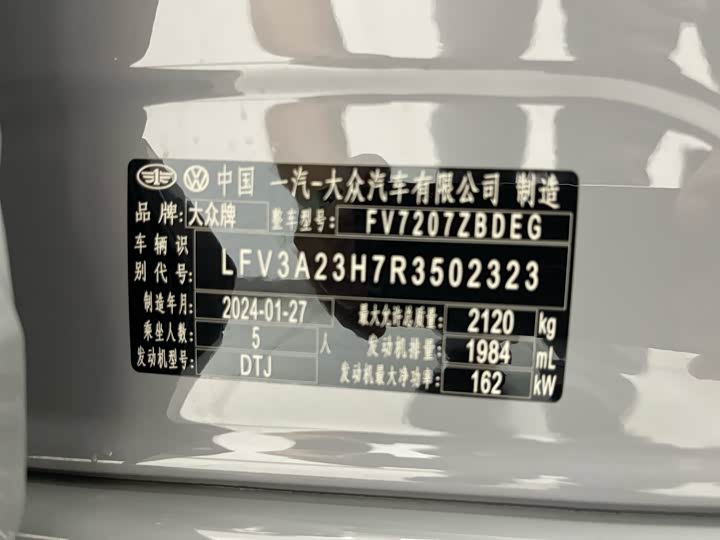 中国 一汽-大众汽车有限公司 制造
品牌: 大众牌 整车型号: FV7207ZBDEG
车辆识
别代号: LFV3A23H7R3502323
制造年月: 2024-01-27 最大允许总质量: 2120 kg
乘坐人数: 5 人 发动机排量: 1984 mL
发动机型号: DTJ 发动机最大净功率: 162 kW